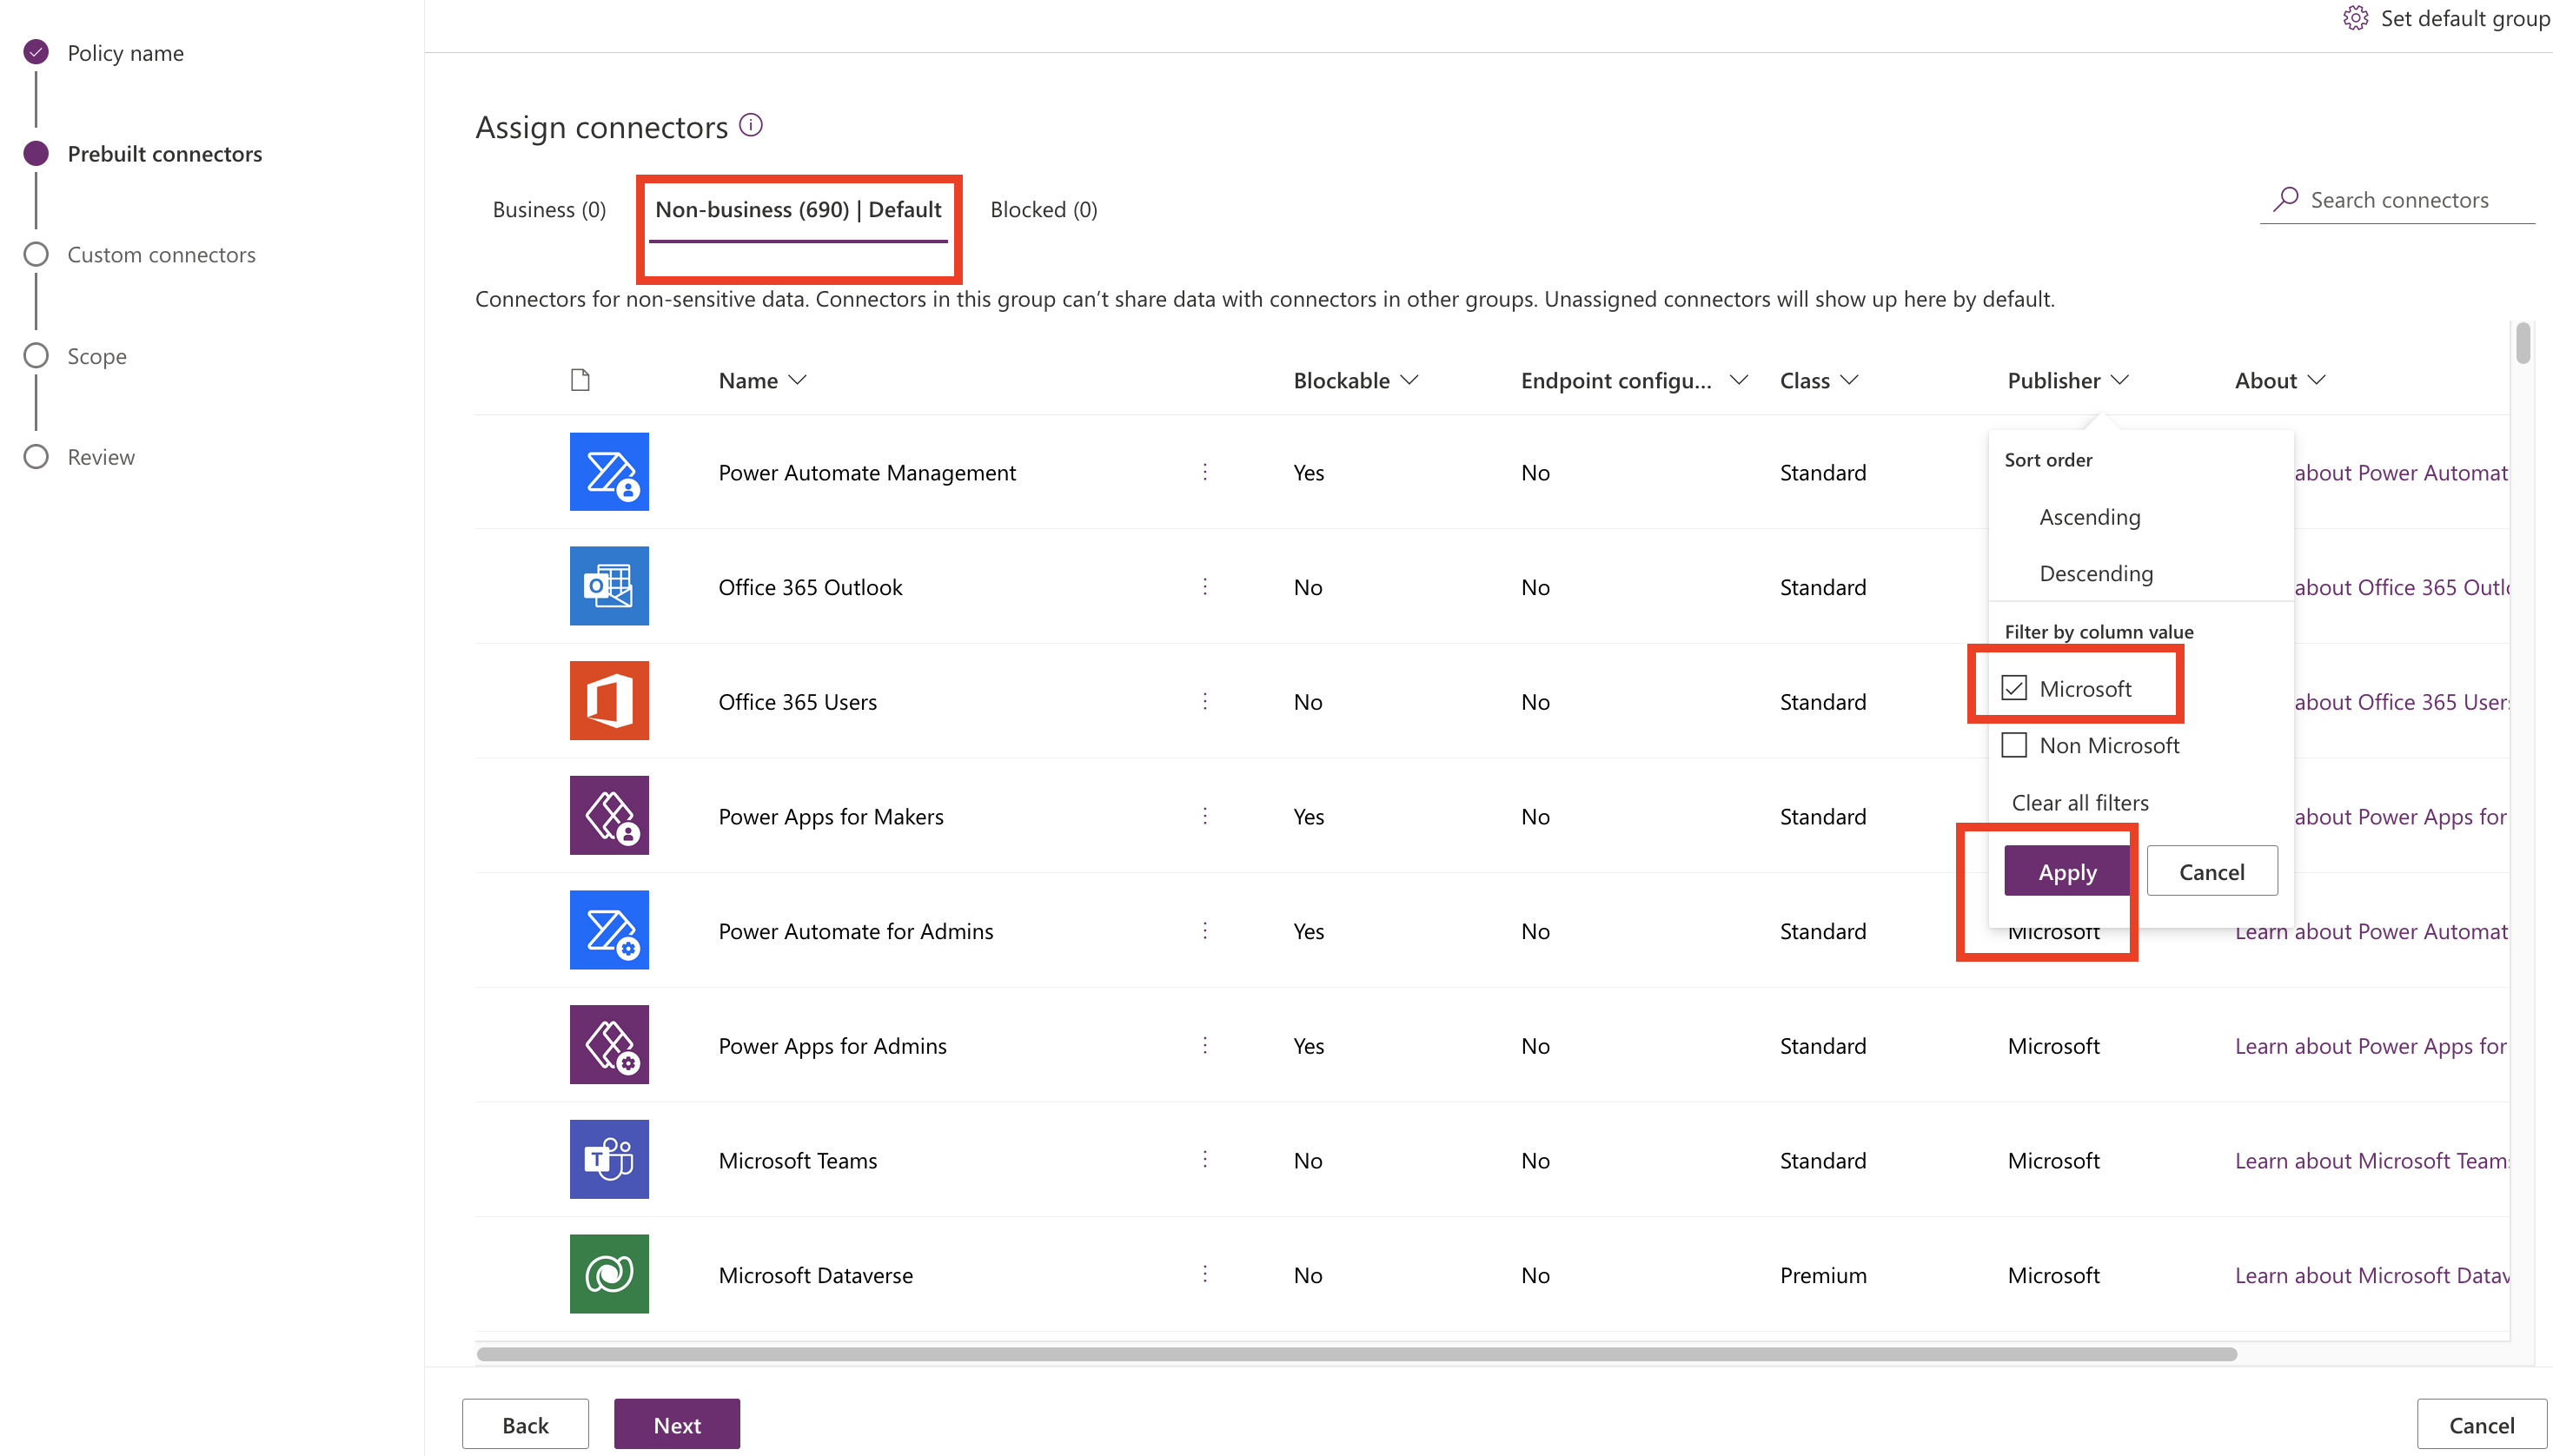 Set default group
Policy name
Prebuilt connectors
Custom connectors
Scope
Review
Assign connectors
Business (0)
Non-business (690) | Default
Blocked (0)
Search connectors
Connectors for non-sensitive data. Connectors in this group can’t share data with connectors in other groups. Unassigned connectors will show up here by default.
Name Blockable Endpoint configu... Class Publisher About
Power Automate Management Yes No Standard about Power Automat
Office 365 Outlook No No Standard about Office 365 Outlo
Office 365 Users No No Standard about Office 365 Users
Power Apps for Makers Yes No Standard about Power Apps for
Power Automate for Admins Yes No Standard Microsoft Learn about Power Automat
Power Apps for Admins Yes No Standard Microsoft Learn about Power Apps for
Microsoft Teams No No Standard Microsoft Learn about Microsoft Teams
Microsoft Dataverse No No Premium Microsoft Learn about Microsoft Datav
Sort order
Ascending
Descending
Filter by column value
Microsoft
Non Microsoft
Clear all filters
Apply Cancel
Back Next Cancel